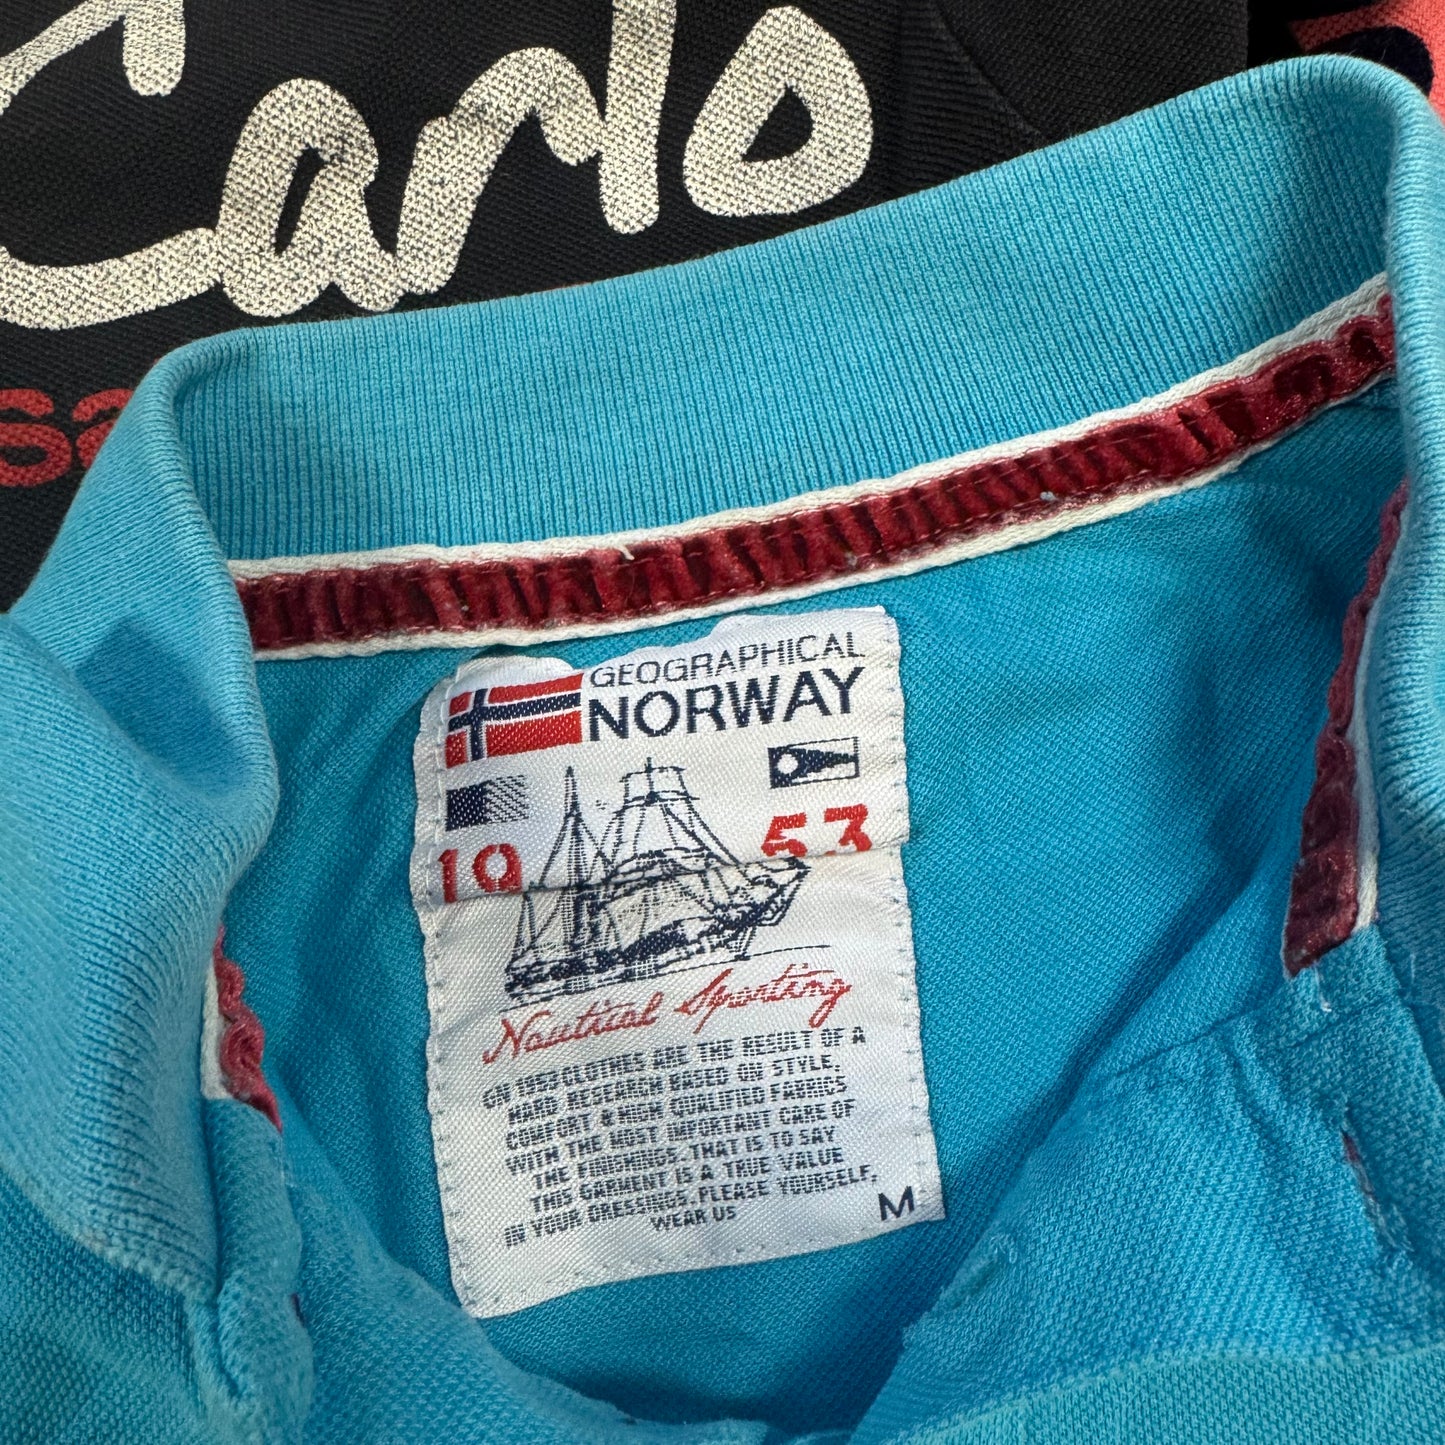 Carlo
sa
GEOGRAPHICAL
NORWAY
1953
Nautical Sporting
GN 1953 CLOTHES ARE THE RESULT OF A
HARD RESEARCH BASED ON STYLE,
COMFORT & HIGH QUALIFIED FABRICS
WITH THE MOST IMPORTANT CARE OF
THE FINISHINGS. THAT IS TO SAY
THIS GARMENT IS A TRUE VALUE
IN YOUR DRESSINGS. PLEASE YOURSELF,
WEAR US
M